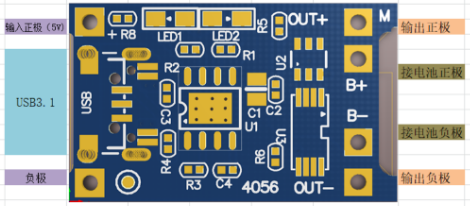 输入正极（5V）
USB3.1
负极
+ R8
LED1
LED2
R5
OUT+
M
R2
R1
U2
USB
C3
C1
C2
U1
B+
B-
R4
R3
C4
R6
U3
4056
OUT-
输出正极
接电池正极
接电池负极
输出负极